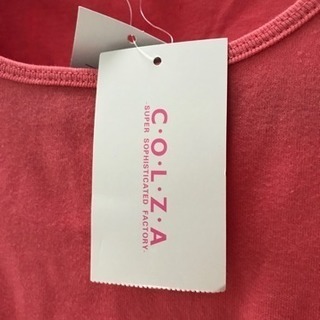 C·O·L·Z·A
SUPER SOPHISTICATED FACTORY